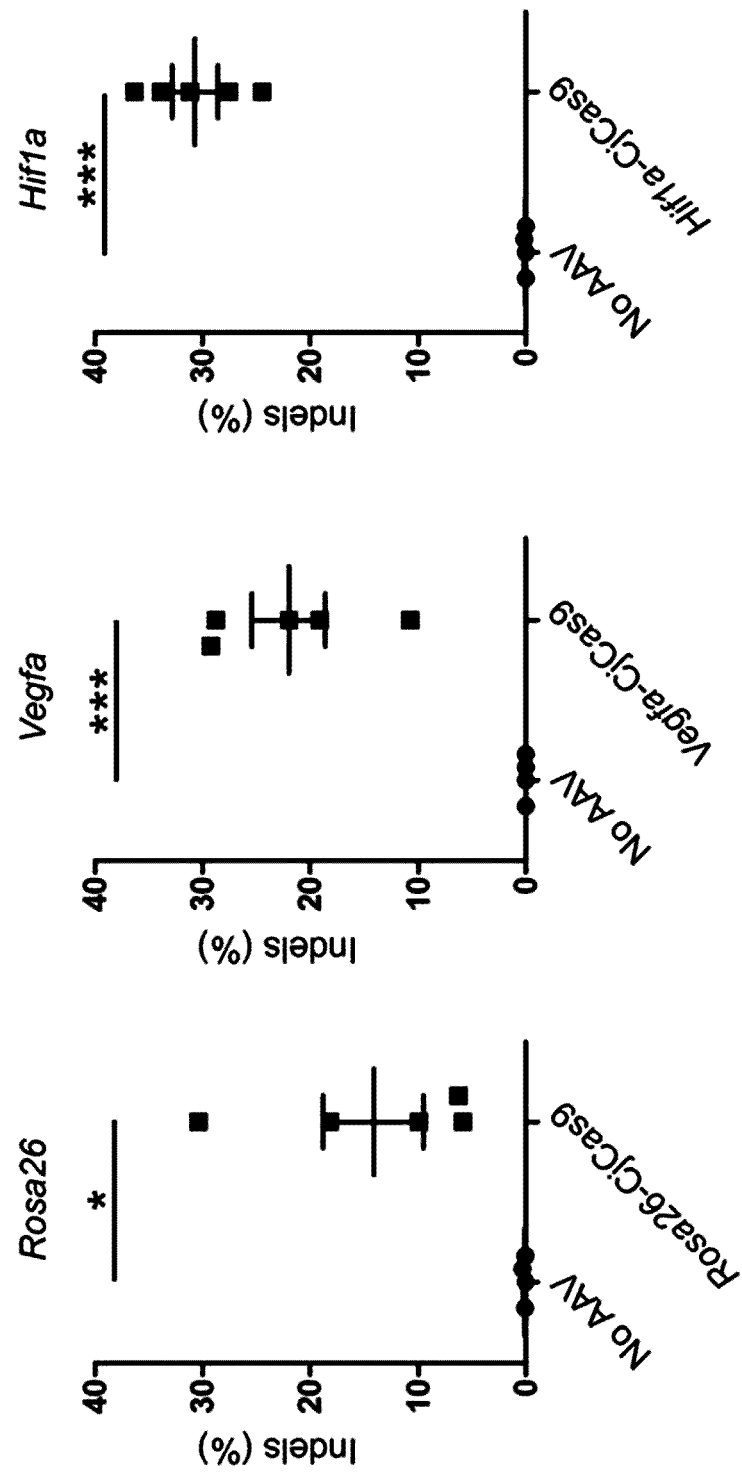 Rosa26
*
Indels (%)
40
30
20
10
0
No AAV
Rosa26-CjCas9
Vegfa
***
Indels (%)
40
30
20
10
0
No AAV
Vegfa-CjCas9
Hif1a
***
Indels (%)
40
30
20
10
0
No AAV
Hif1a-CjCas9